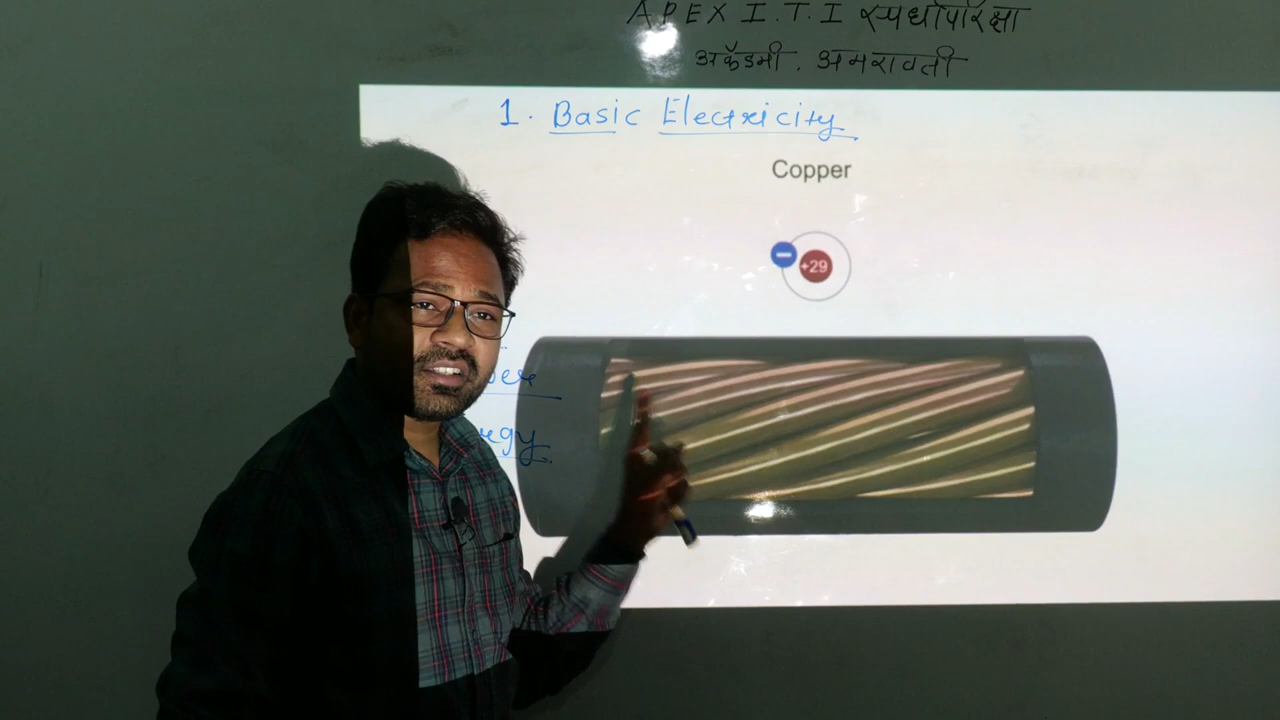 APEX I.T.I स्पर्धापरिक्षा
अकॅडमी. अमरावती
1. Basic Electricity
Copper
+29